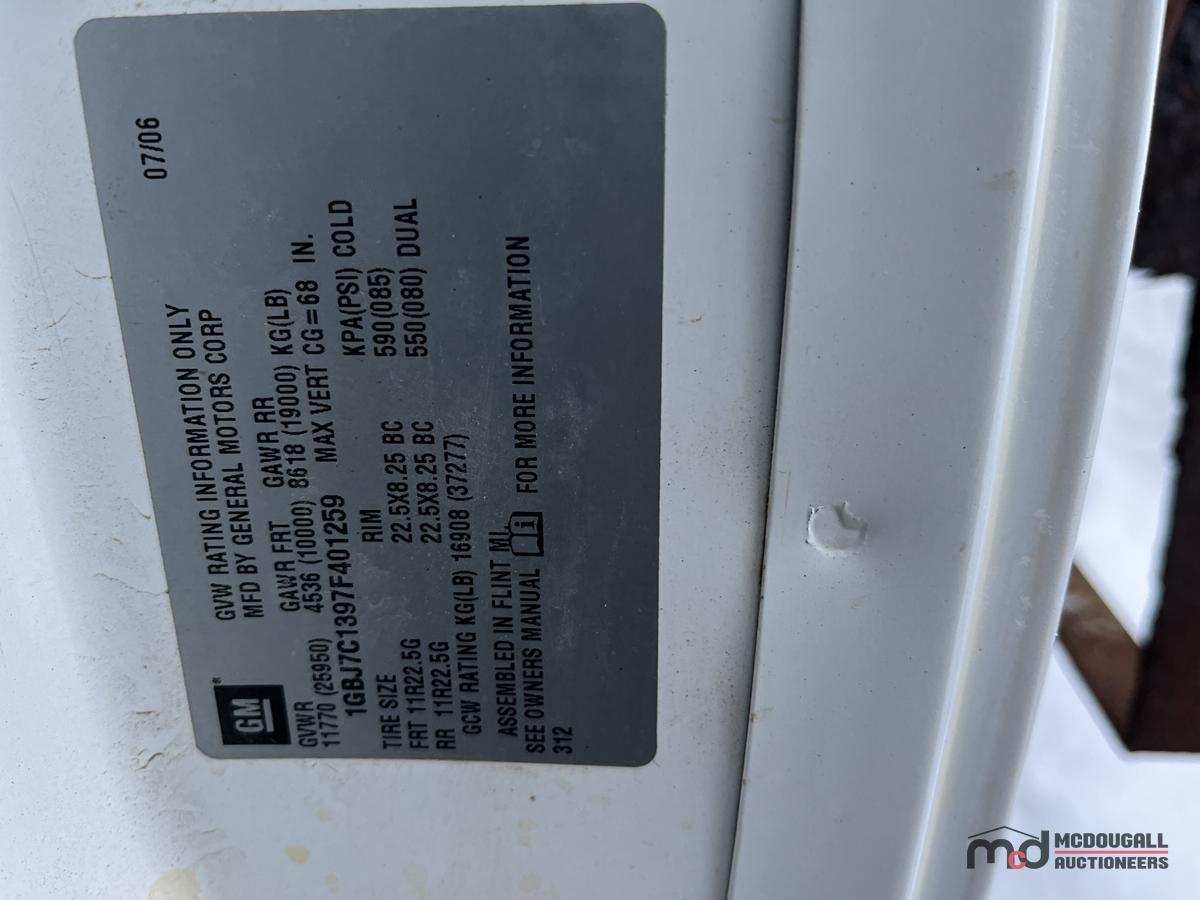 07/06
GVW RATING INFORMATION ONLY
GM® MFD BY GENERAL MOTORS CORP
GVWR GAWR FRT GAWR RR
11770 (25950) 4536 (10000) 8618 (19000) KG(LB)
1GBJ7C1397F401259 MAX VERT CG=68 IN.
TIRE SIZE RIM KPA(PSI) COLD
FRT 11R22.5G 22.5X8.25 BC 590(085)
RR 11R22.5G 22.5X8.25 BC 550(080) DUAL
GCW RATING KG(LB) 16908 (37277)
ASSEMBLED IN FLINT MI.
SEE OWNERS MANUAL i FOR MORE INFORMATION
312
mcd MCDOUGALL
AUCTIONEERS